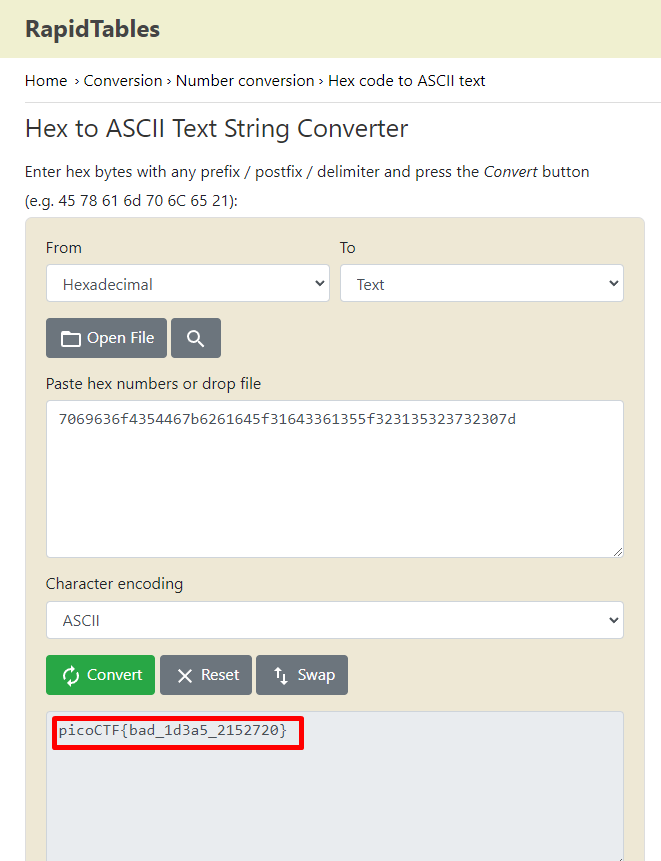 RapidTables
Home › Conversion › Number conversion › Hex code to ASCII text
Hex to ASCII Text String Converter
Enter hex bytes with any prefix / postfix / delimiter and press the Convert button
(e.g. 45 78 61 6d 70 6C 65 21):
From To
Hexadecimal Text
Open File
Paste hex numbers or drop file
7069636f4354467b6261645f31643361355f323135323732307d
Character encoding
ASCII
Convert Reset Swap
picoCTF{bad_1d3a5_2152720}